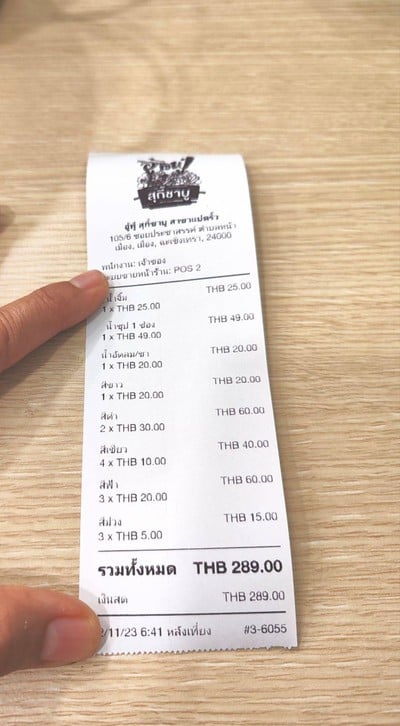 สุกี้ชาบู
อู้ฟู่ สุกี้ชาบู สาขาแปดริ้ว
105/6 ซอยประชาสรรค์ ตำบลหน้า
เมือง, เมือง, ฉะเชิงเทรา, 24000
พนักงาน: เจ้าของ
ระบบขายหน้าร้าน: POS 2
น้ำจิ้ม THB 25.00
1 x THB 25.00
น้ำซุป 1 ช่อง THB 49.00
1 x THB 49.00
น้ำอัดลม/ชา THB 20.00
1 x THB 20.00
สีขาว THB 20.00
1 x THB 20.00
สีดำ THB 60.00
2 x THB 30.00
สีเขียว THB 40.00
4 x THB 10.00
สีฟ้า THB 60.00
3 x THB 20.00
สีม่วง THB 15.00
3 x THB 5.00
รวมทั้งหมด THB 289.00
เงินสด THB 289.00
2/11/23 6:41 หลังเที่ยง #3-6055